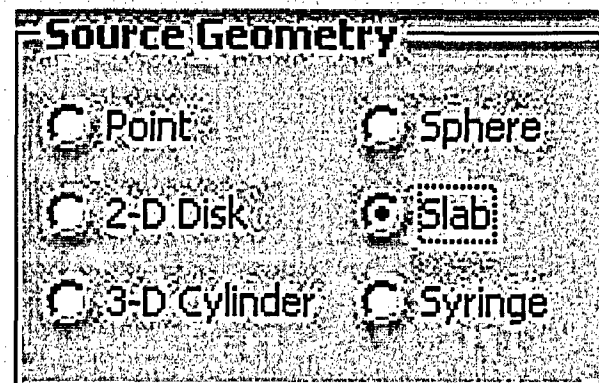 Source Geometry
Point
Sphere
2-D Disk
Slab
3-D Cylinder
Syringe